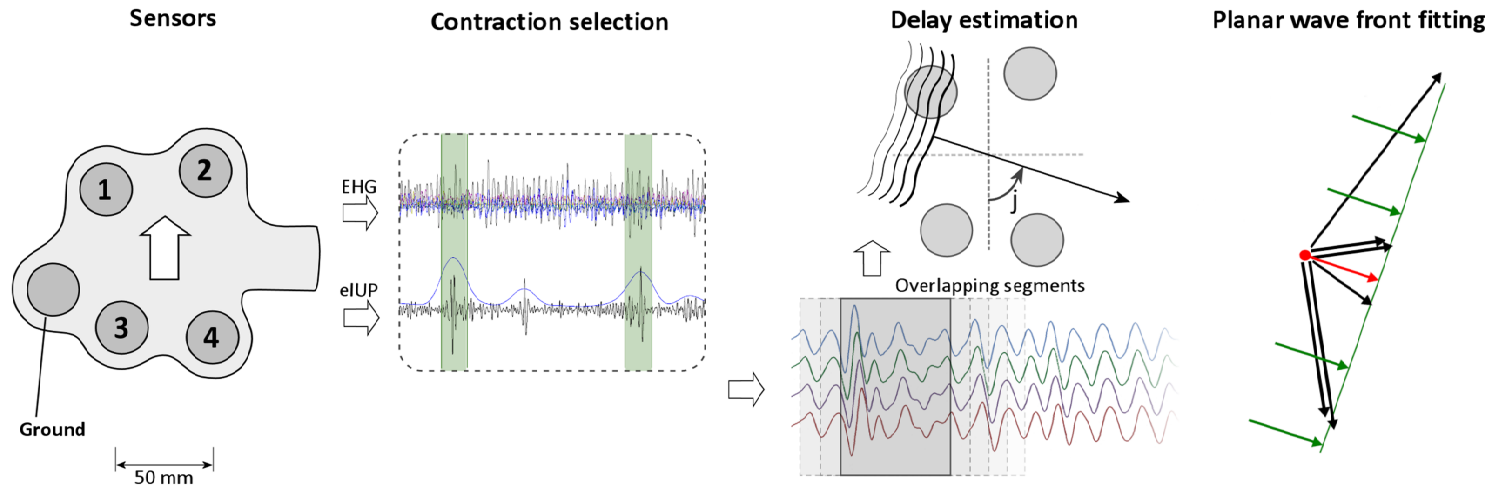 Sensors
Contraction selection
Delay estimation
Planar wave front fitting
1
2
3
4
Ground
50 mm
EHG
eIUP
j
Overlapping segments